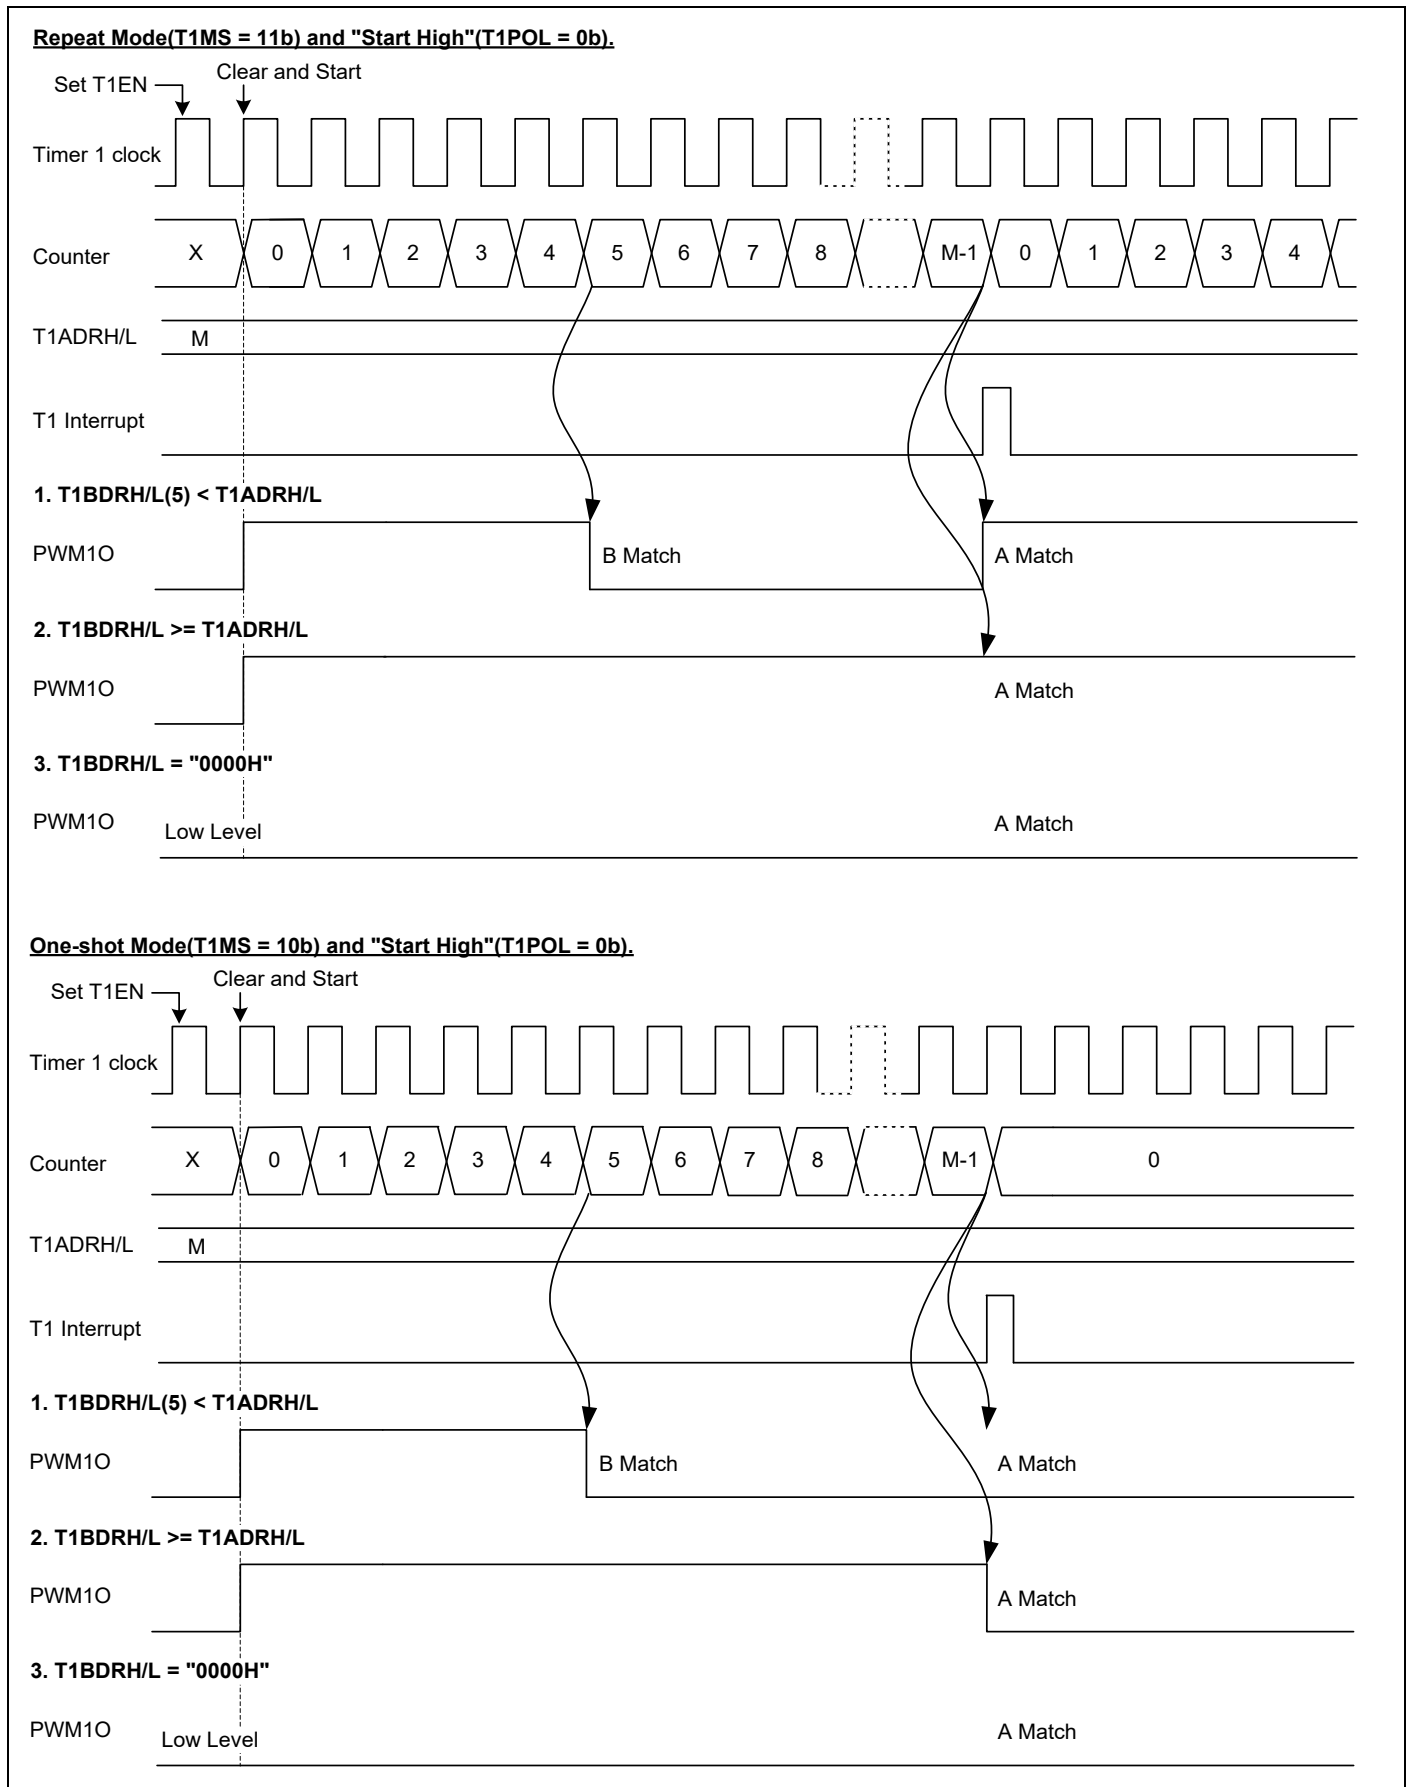 Repeat Mode(T1MS = 11b) and "Start High"(T1POL = 0b).
Set T1EN Clear and Start
Timer 1 clock
Counter X 0 1 2 3 4 5 6 7 8 M-1 0 1 2 3 4
T1ADRH/L M
T1 Interrupt
1. T1BDRH/L(5) < T1ADRH/L
PWM1O B Match A Match
2. T1BDRH/L >= T1ADRH/L
PWM1O A Match
3. T1BDRH/L = "0000H"
PWM1O Low Level A Match
One-shot Mode(T1MS = 10b) and "Start High"(T1POL = 0b).
Set T1EN Clear and Start
Timer 1 clock
Counter X 0 1 2 3 4 5 6 7 8 M-1 0
T1ADRH/L M
T1 Interrupt
1. T1BDRH/L(5) < T1ADRH/L
PWM1O B Match A Match
2. T1BDRH/L >= T1ADRH/L
PWM1O A Match
3. T1BDRH/L = "0000H"
PWM1O Low Level A Match